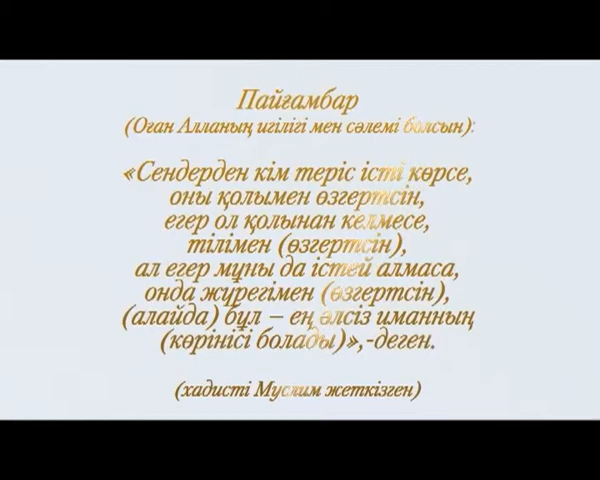 Пайғамбар
(Оған Алланың игілігі мен сәлемі болсын):
«Сендерден кім теріс істі көрсе,
оны қолымен өзгертсін,
егер ол қолынан келмесе,
тілімен (өзгертсін),
ал егер мұны да істей алмаса,
онда жүрегімен (өзгертсін),
(алайда) бұл – ең әлсіз иманның
(көрінісі болады)»,-деген.
(хадисті Муслим жеткізген)